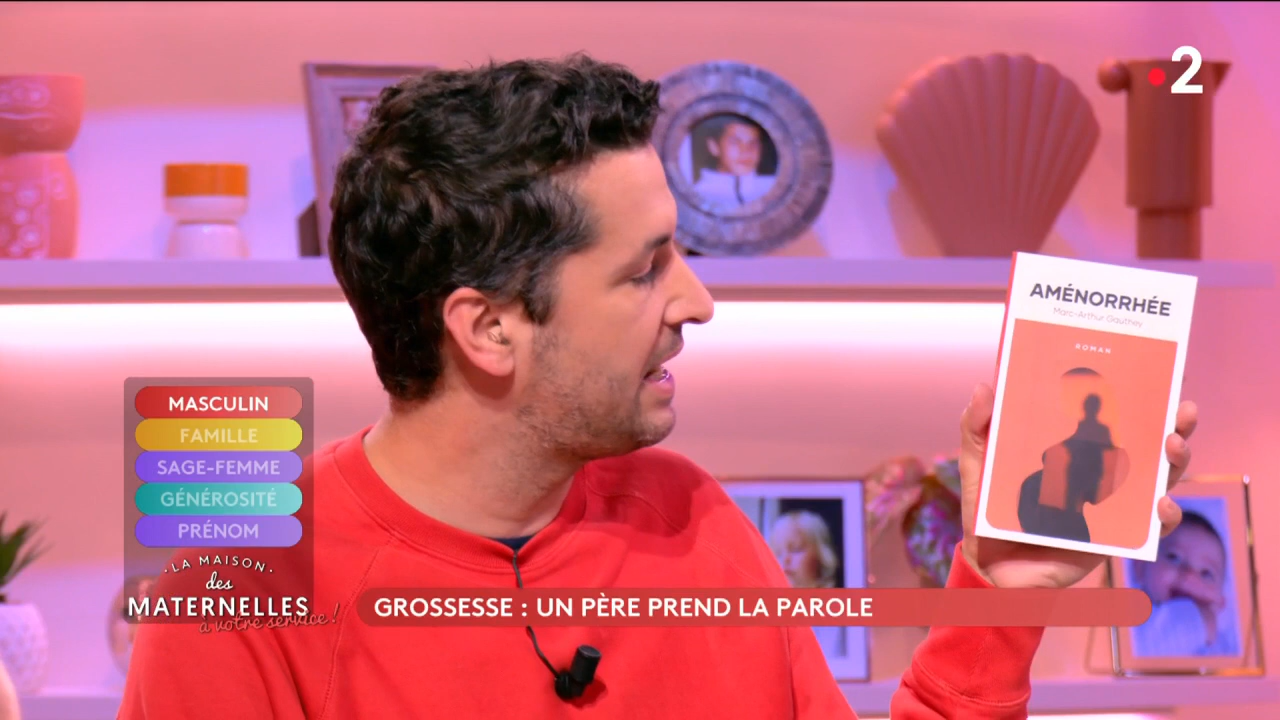 2
AMÉNORRHÉE
Marc-Arthur Gauthey
ROMAN
MASCULIN
FAMILLE
SAGE-FEMME
GÉNÉROSITÉ
PRÉNOM
·LA MAISON·
des
MATERNELLES
à votre service!
GROSSESSE : UN PÈRE PREND LA PAROLE